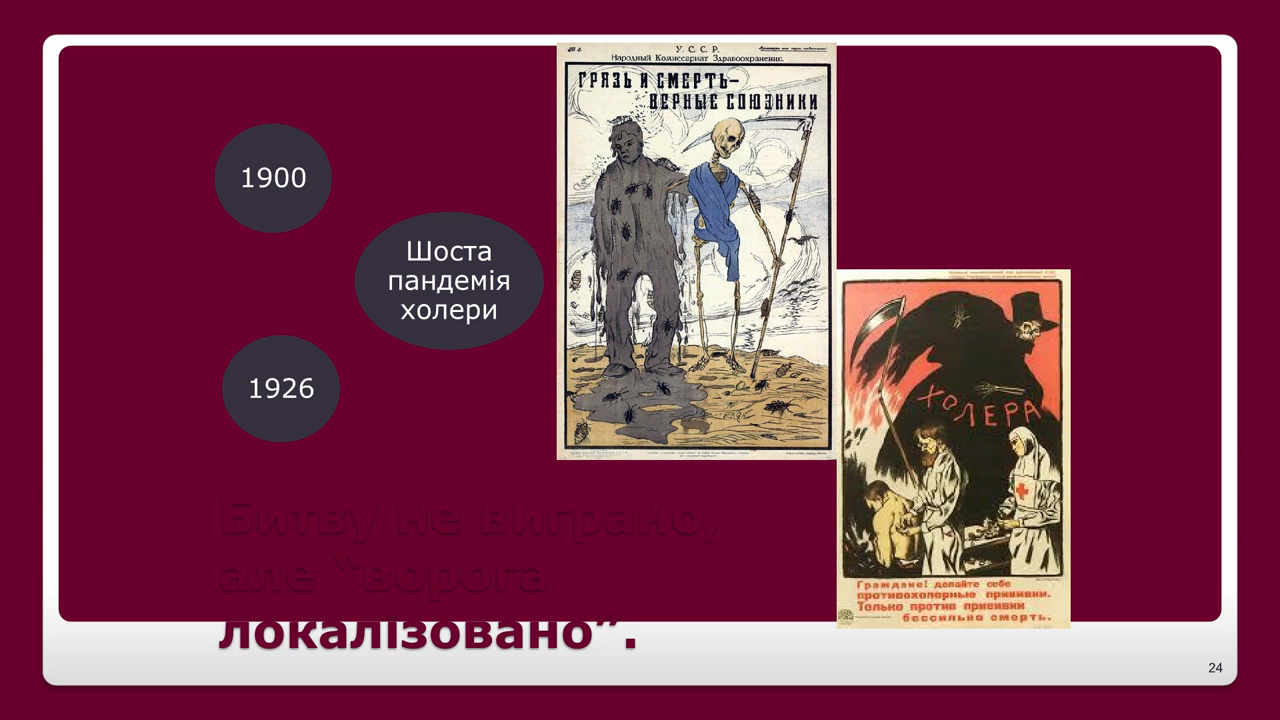 1900
Шоста
пандемія
холери
1926
У. С. С. Р.
Народный Комиссариат Здравоохранения.
ГРЯЗЬ И СМЕРТЬ–
ВЕРНЫЕ СОЮЗНИКИ
ХОЛЕРА
Граждане! делайте себе
противохолерные прививки.
Только против прививки
бессильна смерть.
Битву не виграно,
але “ворога
локалізовано”.
24